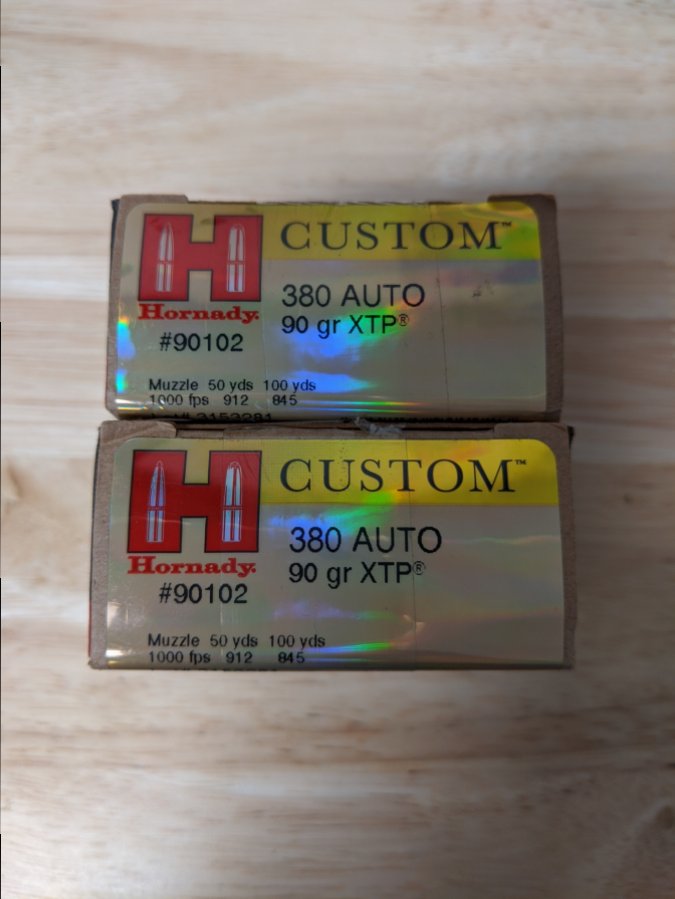 CUSTOM™
Hornady.
380 AUTO
90 gr XTP®
#90102
Muzzle 50 yds 100 yds
1000 fps 912 845
CUSTOM™
Hornady.
380 AUTO
90 gr XTP®
#90102
Muzzle 50 yds 100 yds
1000 fps 912 845